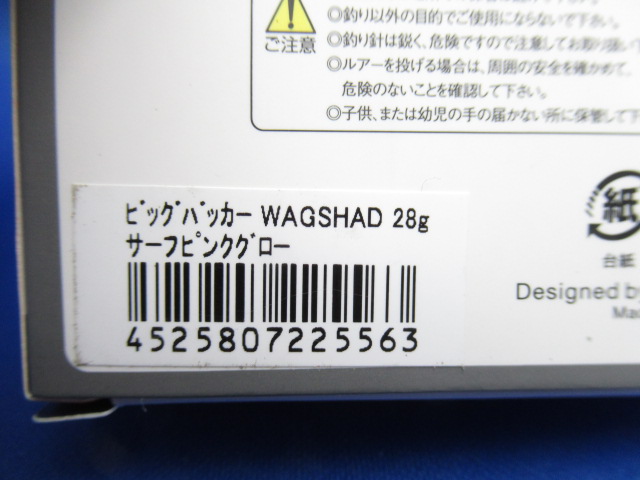 ◎釣り以外の目的でご使用にならないで下さい。
ご注意
◎釣り針は鋭く、危険ですので注意してお取り扱い
◎ルアーを投げる場合は、周囲の安全を確かめて、
危険のないことを確認して下さい。
◎子供、または幼児の手の届かない所に保管して下
紙
台紙
Designed by
Mad
ﾋﾞｯｸﾞﾊﾞｯｶｰ WAGSHAD 28g
ｻｰﾌﾋﾟﾝｸｸﾞﾛｰ
4525807225563